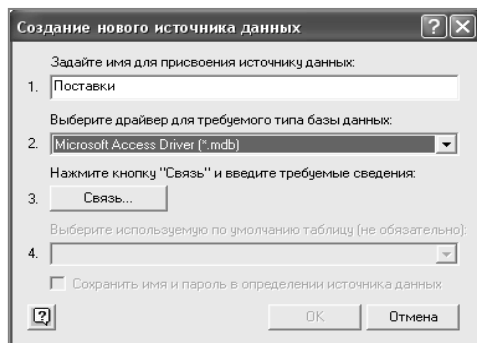 Создание нового источника данных
Задайте имя для присвоения источнику данных:
1. Поставки
Выберите драйвер для требуемого типа базы данных:
2. Microsoft Access Driver (*.mdb)
Нажмите кнопку "Связь" и введите требуемые сведения:
3. Связь...
Выберите используемую по умолчанию таблицу (не обязательно):
4.
Сохранить имя и пароль в определении источника данных
OK Отмена